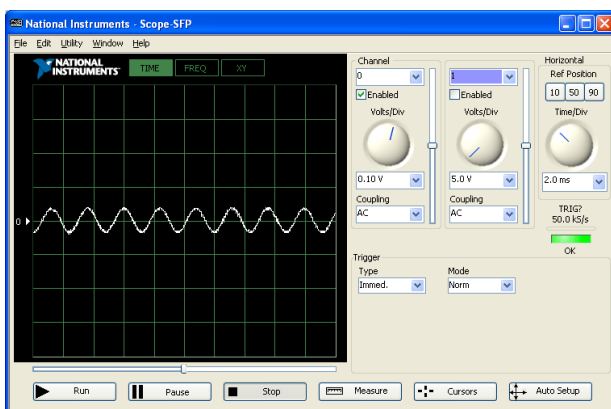 National Instruments - Scope-SFP
File Edit Utility Window Help
NATIONAL INSTRUMENTS
TIME FREQ XY
0
Channel
0
Enabled
Volts/Div
0.10 V
Coupling
AC
1
Enabled
Volts/Div
5.0 V
Coupling
AC
Horizontal
Ref Position
10 50 90
Time/Div
2.0 ms
TRIG?
50.0 kS/s
OK
Trigger
Type
Immed.
Mode
Norm
Run Pause Stop Measure Cursors Auto Setup